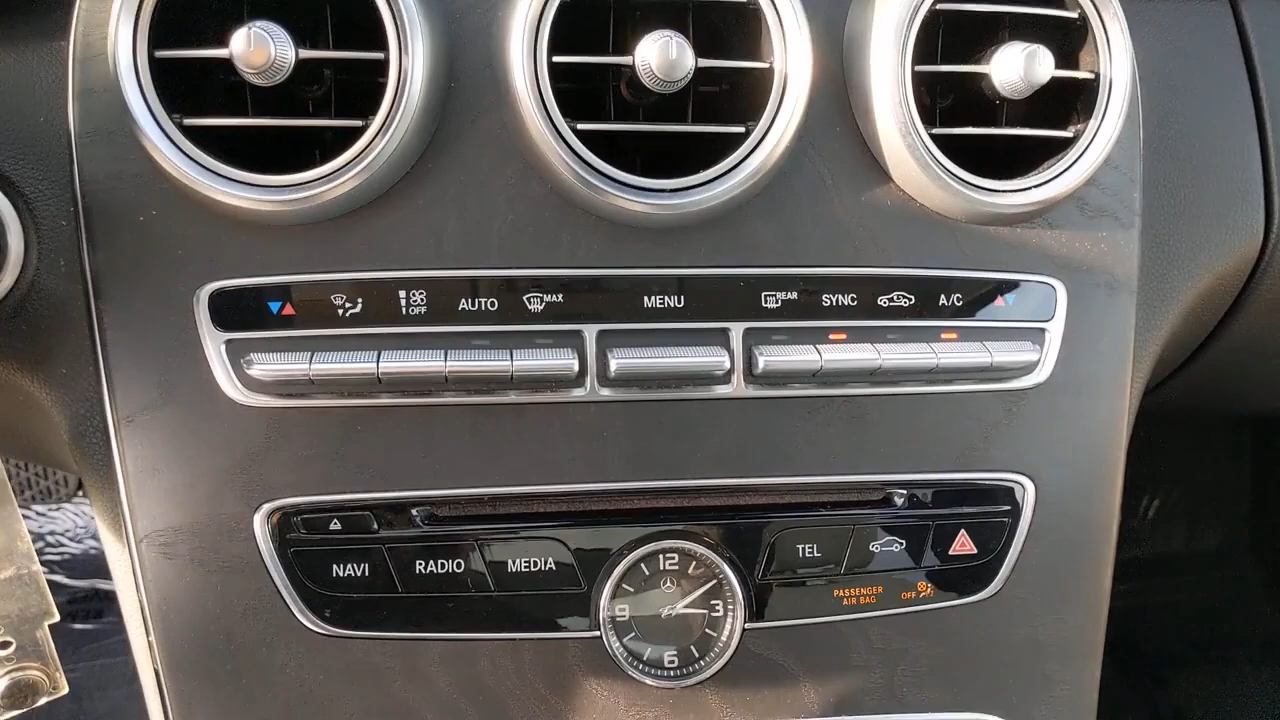 OFF
AUTO
MAX
MENU
REAR
SYNC
A/C
NAVI
RADIO
MEDIA
TEL
PASSENGER
AIR BAG
OFF
12
9
3
6